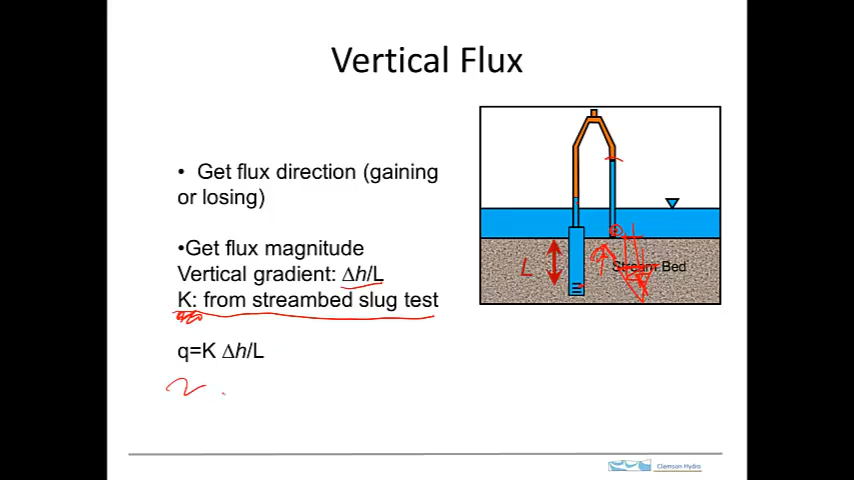 Vertical Flux
• Get flux direction (gaining
or losing)
•Get flux magnitude
Vertical gradient: Δh/L
K: from streambed slug test
q=K Δh/L
L
Stream Bed
Clemson Hydro